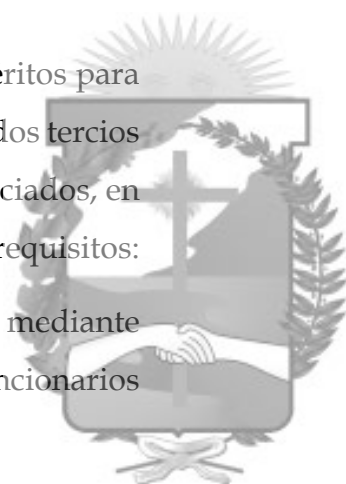 eritos para
dos tercios
ciados, en
requisitos:
mediante
ncionarios